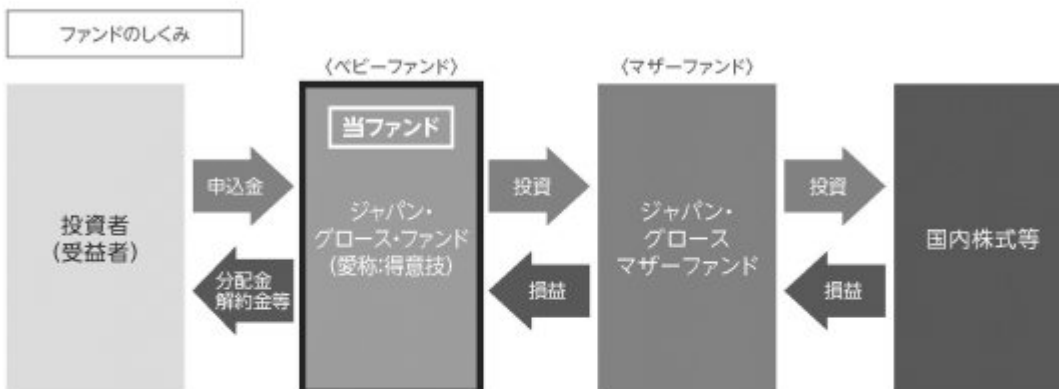 ファンドのしくみ
〈ベビーファンド〉
〈マザーファンド〉
投資者
(受益者)
申込金
分配金
解約金等
当ファンド
ジャパン・
グロース・ファンド
(愛称:得意技)
投資
損益
ジャパン・
グロース
マザーファンド
投資
損益
国内株式等